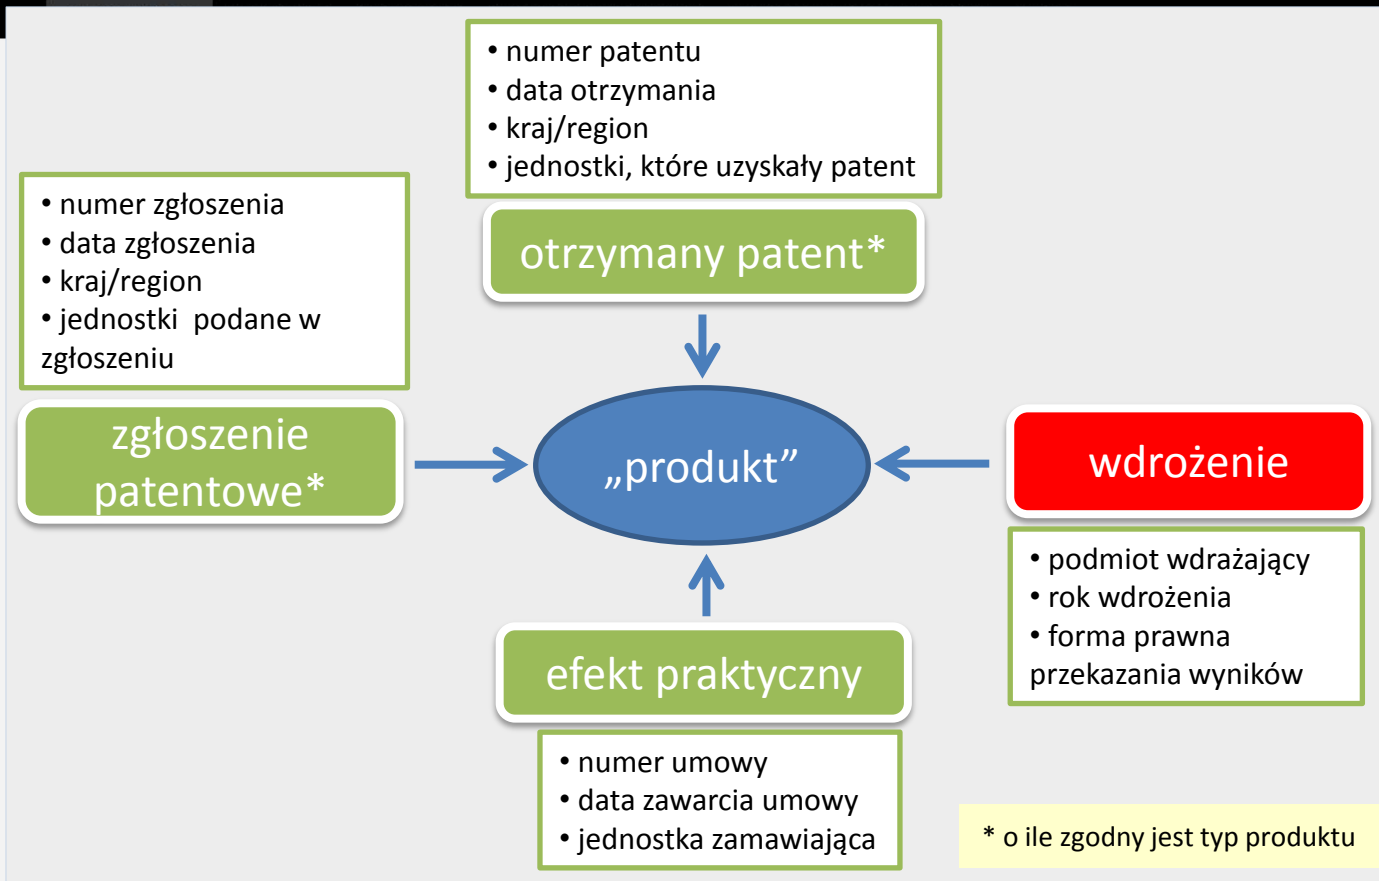 • numer patentu
• data otrzymania
• kraj/region
• jednostki, które uzyskały patent
otrzymany patent*
• numer zgłoszenia
• data zgłoszenia
• kraj/region
• jednostki podane w
zgłoszeniu
zgłoszenie
patentowe*
„produkt”
wdrożenie
• podmiot wdrażający
• rok wdrożenia
• forma prawna
przekazania wyników
efekt praktyczny
• numer umowy
• data zawarcia umowy
• jednostka zamawiająca
* o ile zgodny jest typ produktu